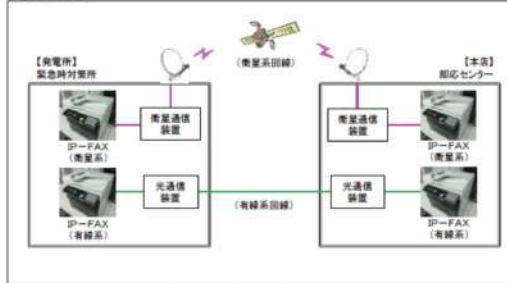 【発電所】
緊急時対策所
(衛星系回線)
【本店】
即応センター
IP-FAX
(衛星系)
衛星通信
装置
衛星通信
装置
IP-FAX
(衛星系)
IP-FAX
(有線系)
光通信
装置
(有線系回線)
光通信
装置
IP-FAX
(有線系)